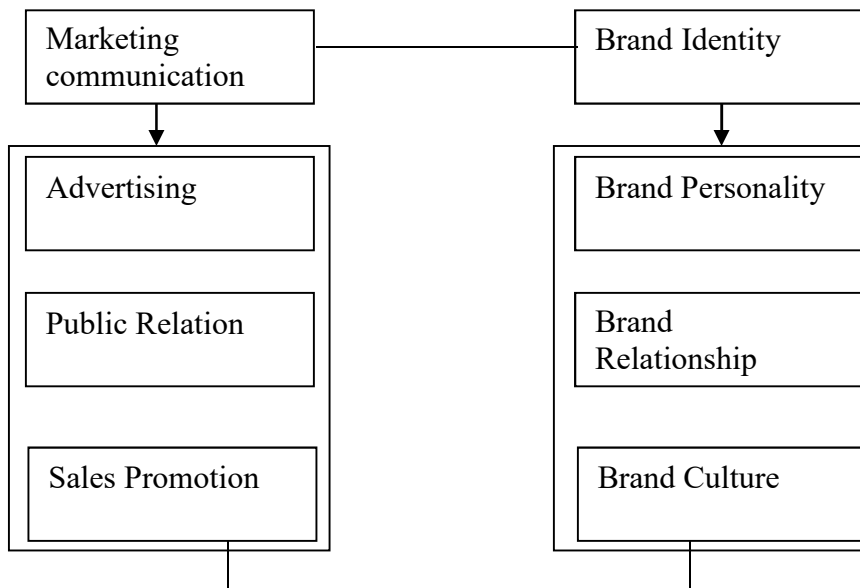 Marketing
communication
Brand Identity
Advertising
Brand Personality
Public Relation
Brand
Relationship
Sales Promotion
Brand Culture